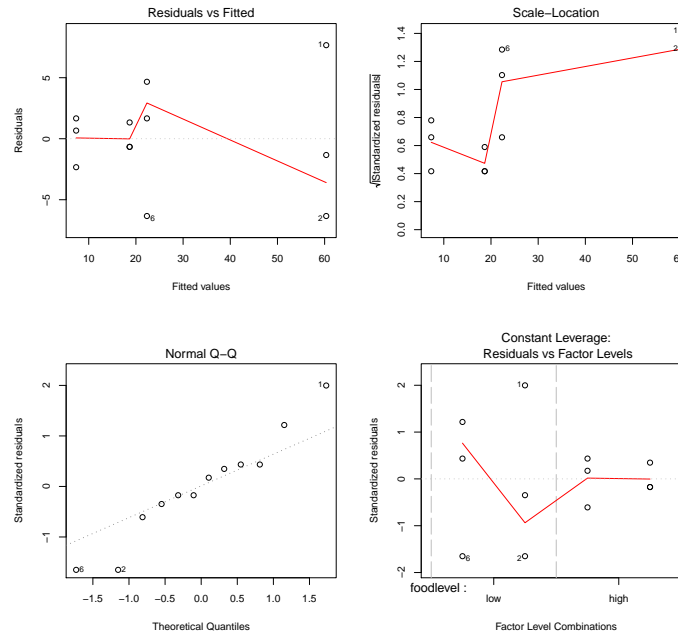 Residuals vs Fitted
Residuals
5
0
−5
1
6
2
10 20 30 40 50 60
Fitted values
Scale−Location
√|Standardized residuals|
1.4
1.2
1.0
0.8
0.6
0.4
0.2
0.0
6
1
2
10 20 30 40 50 60
Fitted values
Normal Q−Q
Standardized residuals
2
1
0
−1
1
6
2
−1.5 −1.0 −0.5 0.0 0.5 1.0 1.5
Theoretical Quantiles
Constant Leverage:
Residuals vs Factor Levels
Standardized residuals
2
1
0
−1
−2
1
6
2
foodlevel :
low high
Factor Level Combinations